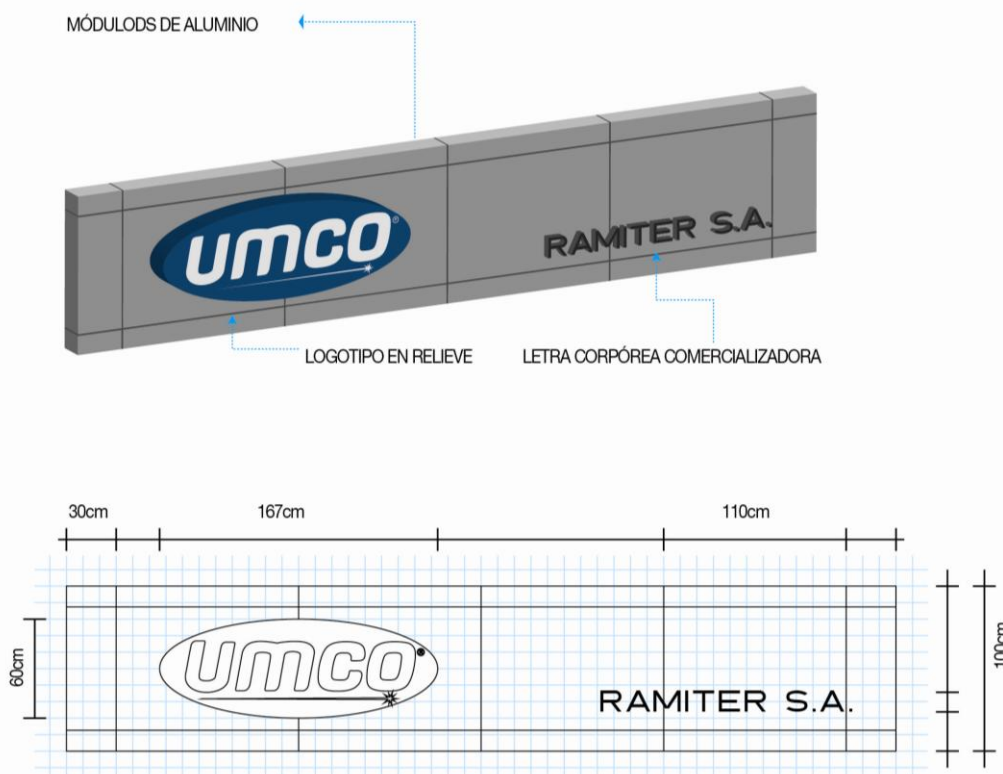 MÓDULODS DE ALUMINIO
umco®
RAMITER S.A.
LOGOTIPO EN RELIEVE
LETRA CORPÓREA COMERCIALIZADORA
30cm
167cm
110cm
60cm
umco®
RAMITER S.A.
100cm